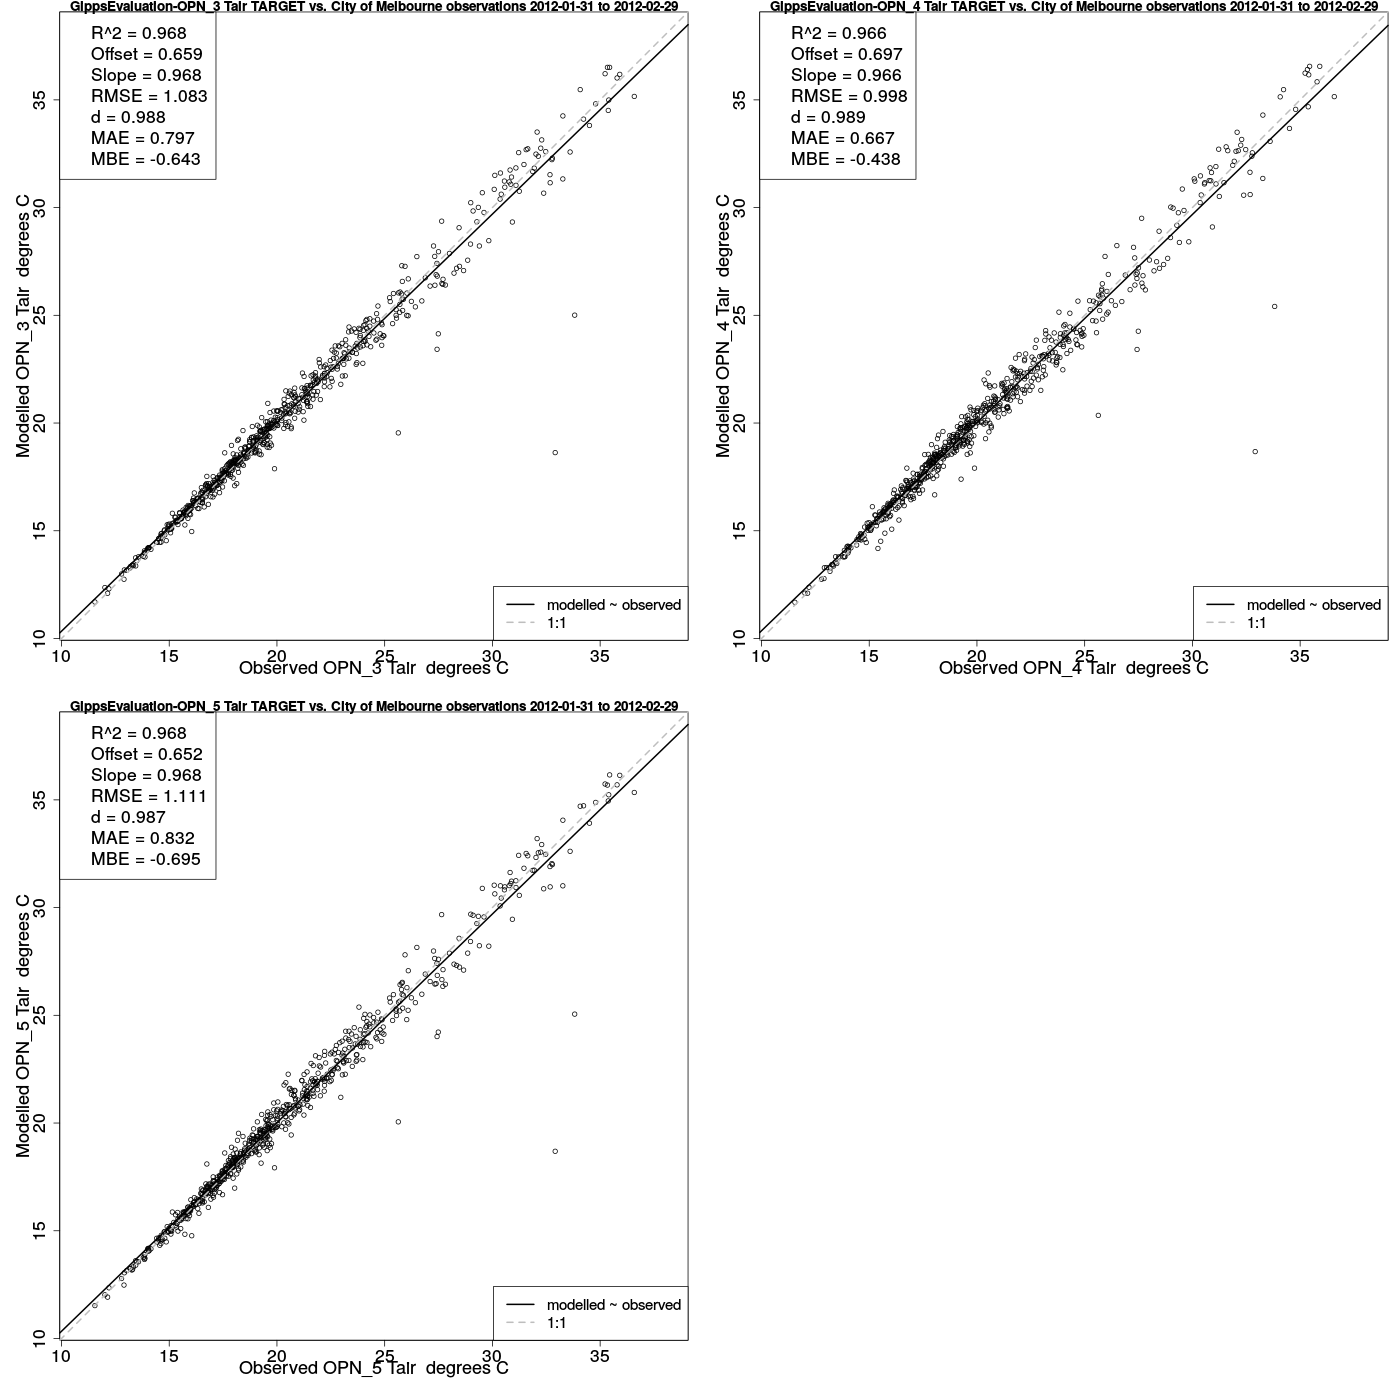 GippsEvaluation-OPN_3 Tair TARGET vs. City of Melbourne observations 2012-01-31 to 2012-02-29
R^2 = 0.968
Offset = 0.659
Slope = 0.968
RMSE = 1.083
d = 0.988
MAE = 0.797
MBE = -0.643
Modelled OPN_3 Tair degrees C
35
30
25
20
15
10
modelled ~ observed
1:1
10 15 20 25 30 35
Observed OPN_3 Tair degrees C
GippsEvaluation-OPN_4 Tair TARGET vs. City of Melbourne observations 2012-01-31 to 2012-02-29
R^2 = 0.966
Offset = 0.697
Slope = 0.966
RMSE = 0.998
d = 0.989
MAE = 0.667
MBE = -0.438
Modelled OPN_4 Tair degrees C
35
30
25
20
15
10
modelled ~ observed
1:1
10 15 20 25 30 35
Observed OPN_4 Tair degrees C
GippsEvaluation-OPN_5 Tair TARGET vs. City of Melbourne observations 2012-01-31 to 2012-02-29
R^2 = 0.968
Offset = 0.652
Slope = 0.968
RMSE = 1.111
d = 0.987
MAE = 0.832
MBE = -0.695
Modelled OPN_5 Tair degrees C
35
30
25
20
15
10
modelled ~ observed
1:1
10 15 20 25 30 35
Observed OPN_5 Tair degrees C